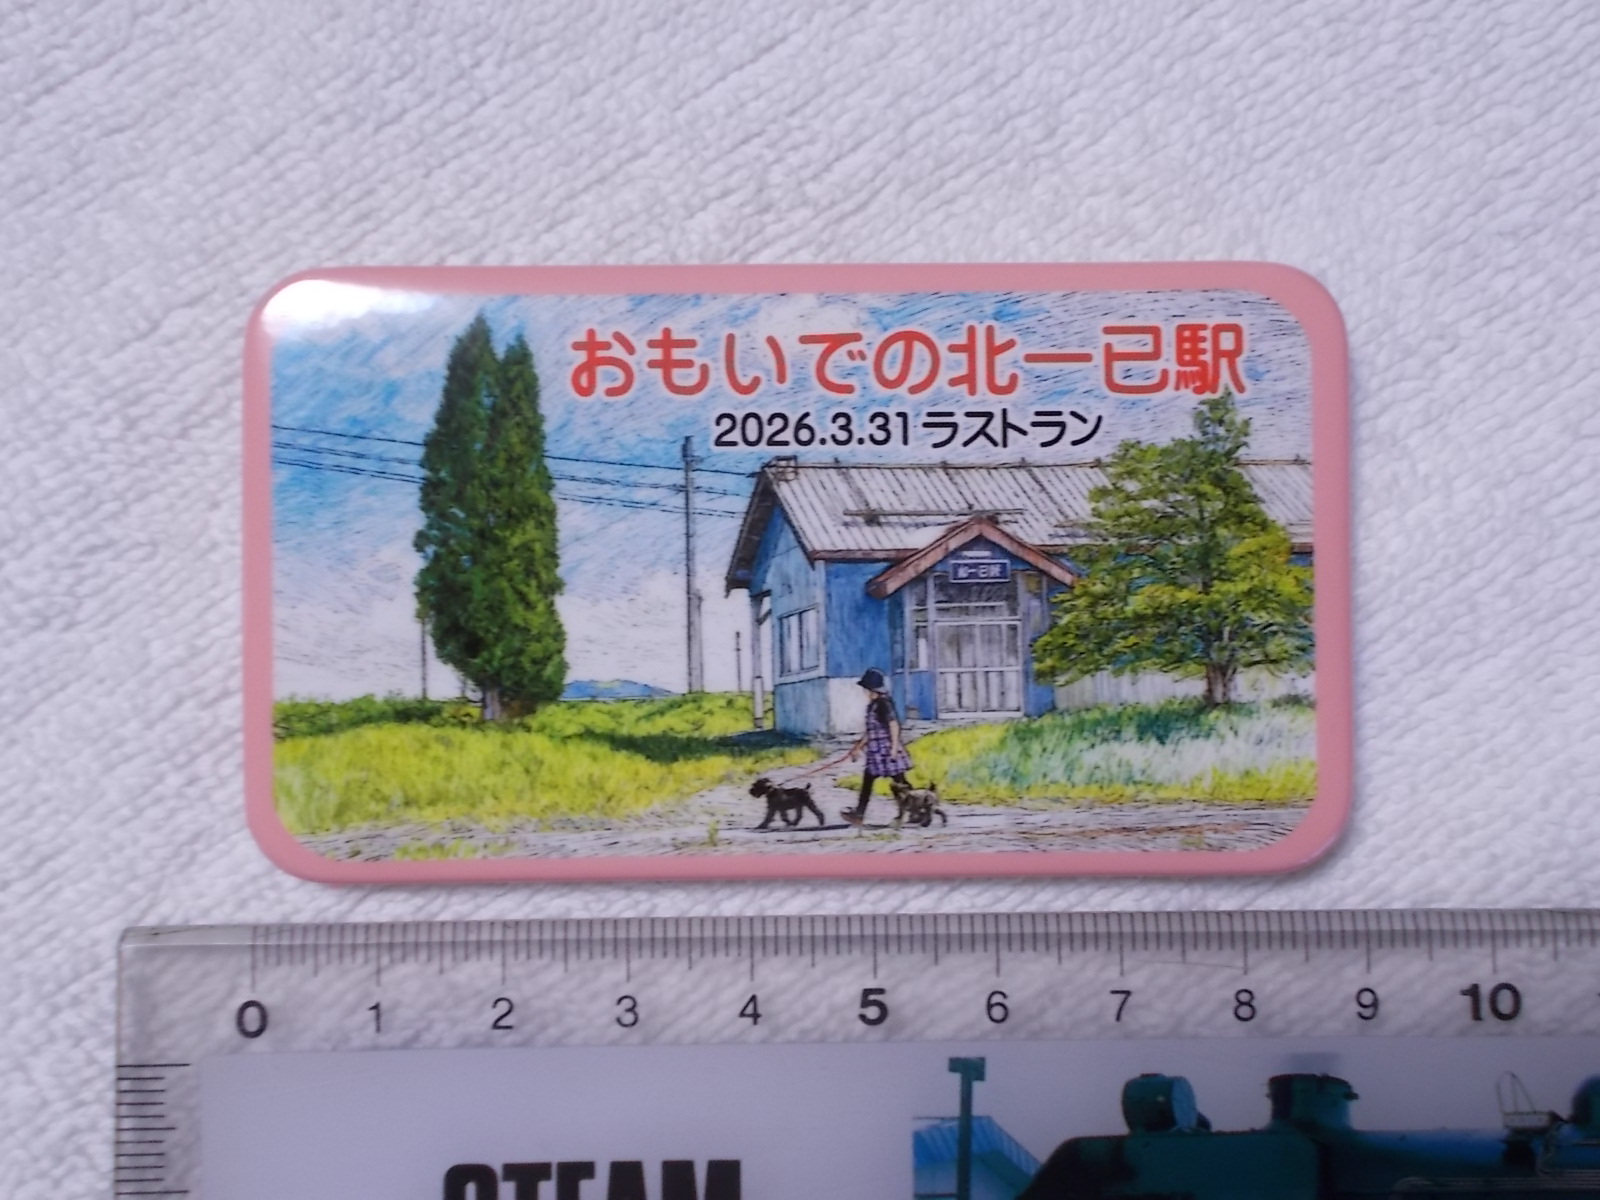 おもいでの北一已駅
2026.3.31ラストラン
北一已駅
0 1 2 3 4 5 6 7 8 9 10
STEAM